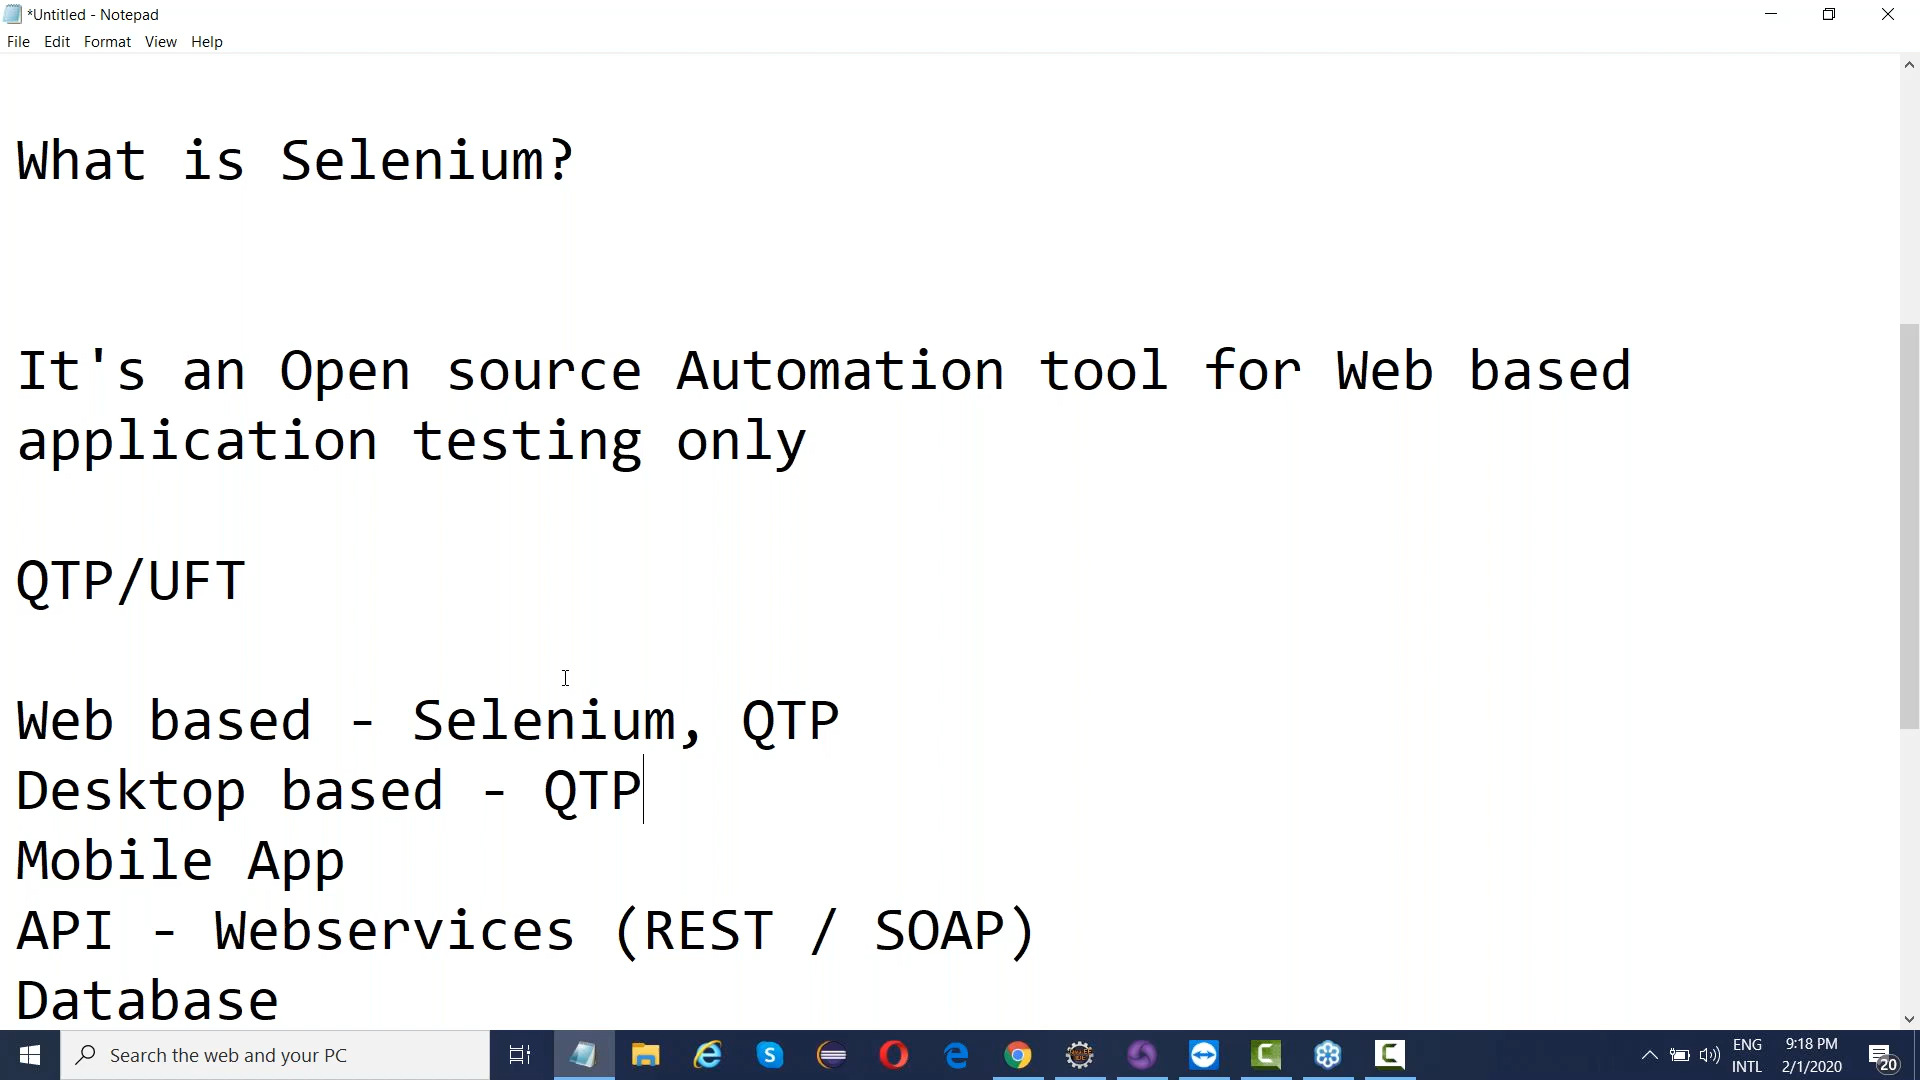 *Untitled - Notepad
File Edit Format View Help
What is Selenium?
It's an Open source Automation tool for Web based
application testing only
QTP/UFT
Web based - Selenium, QTP
Desktop based - QTP
Mobile App
API - Webservices (REST / SOAP)
Database
Search the web and your PC
ENG
INTL
9:18 PM
2/1/2020
20